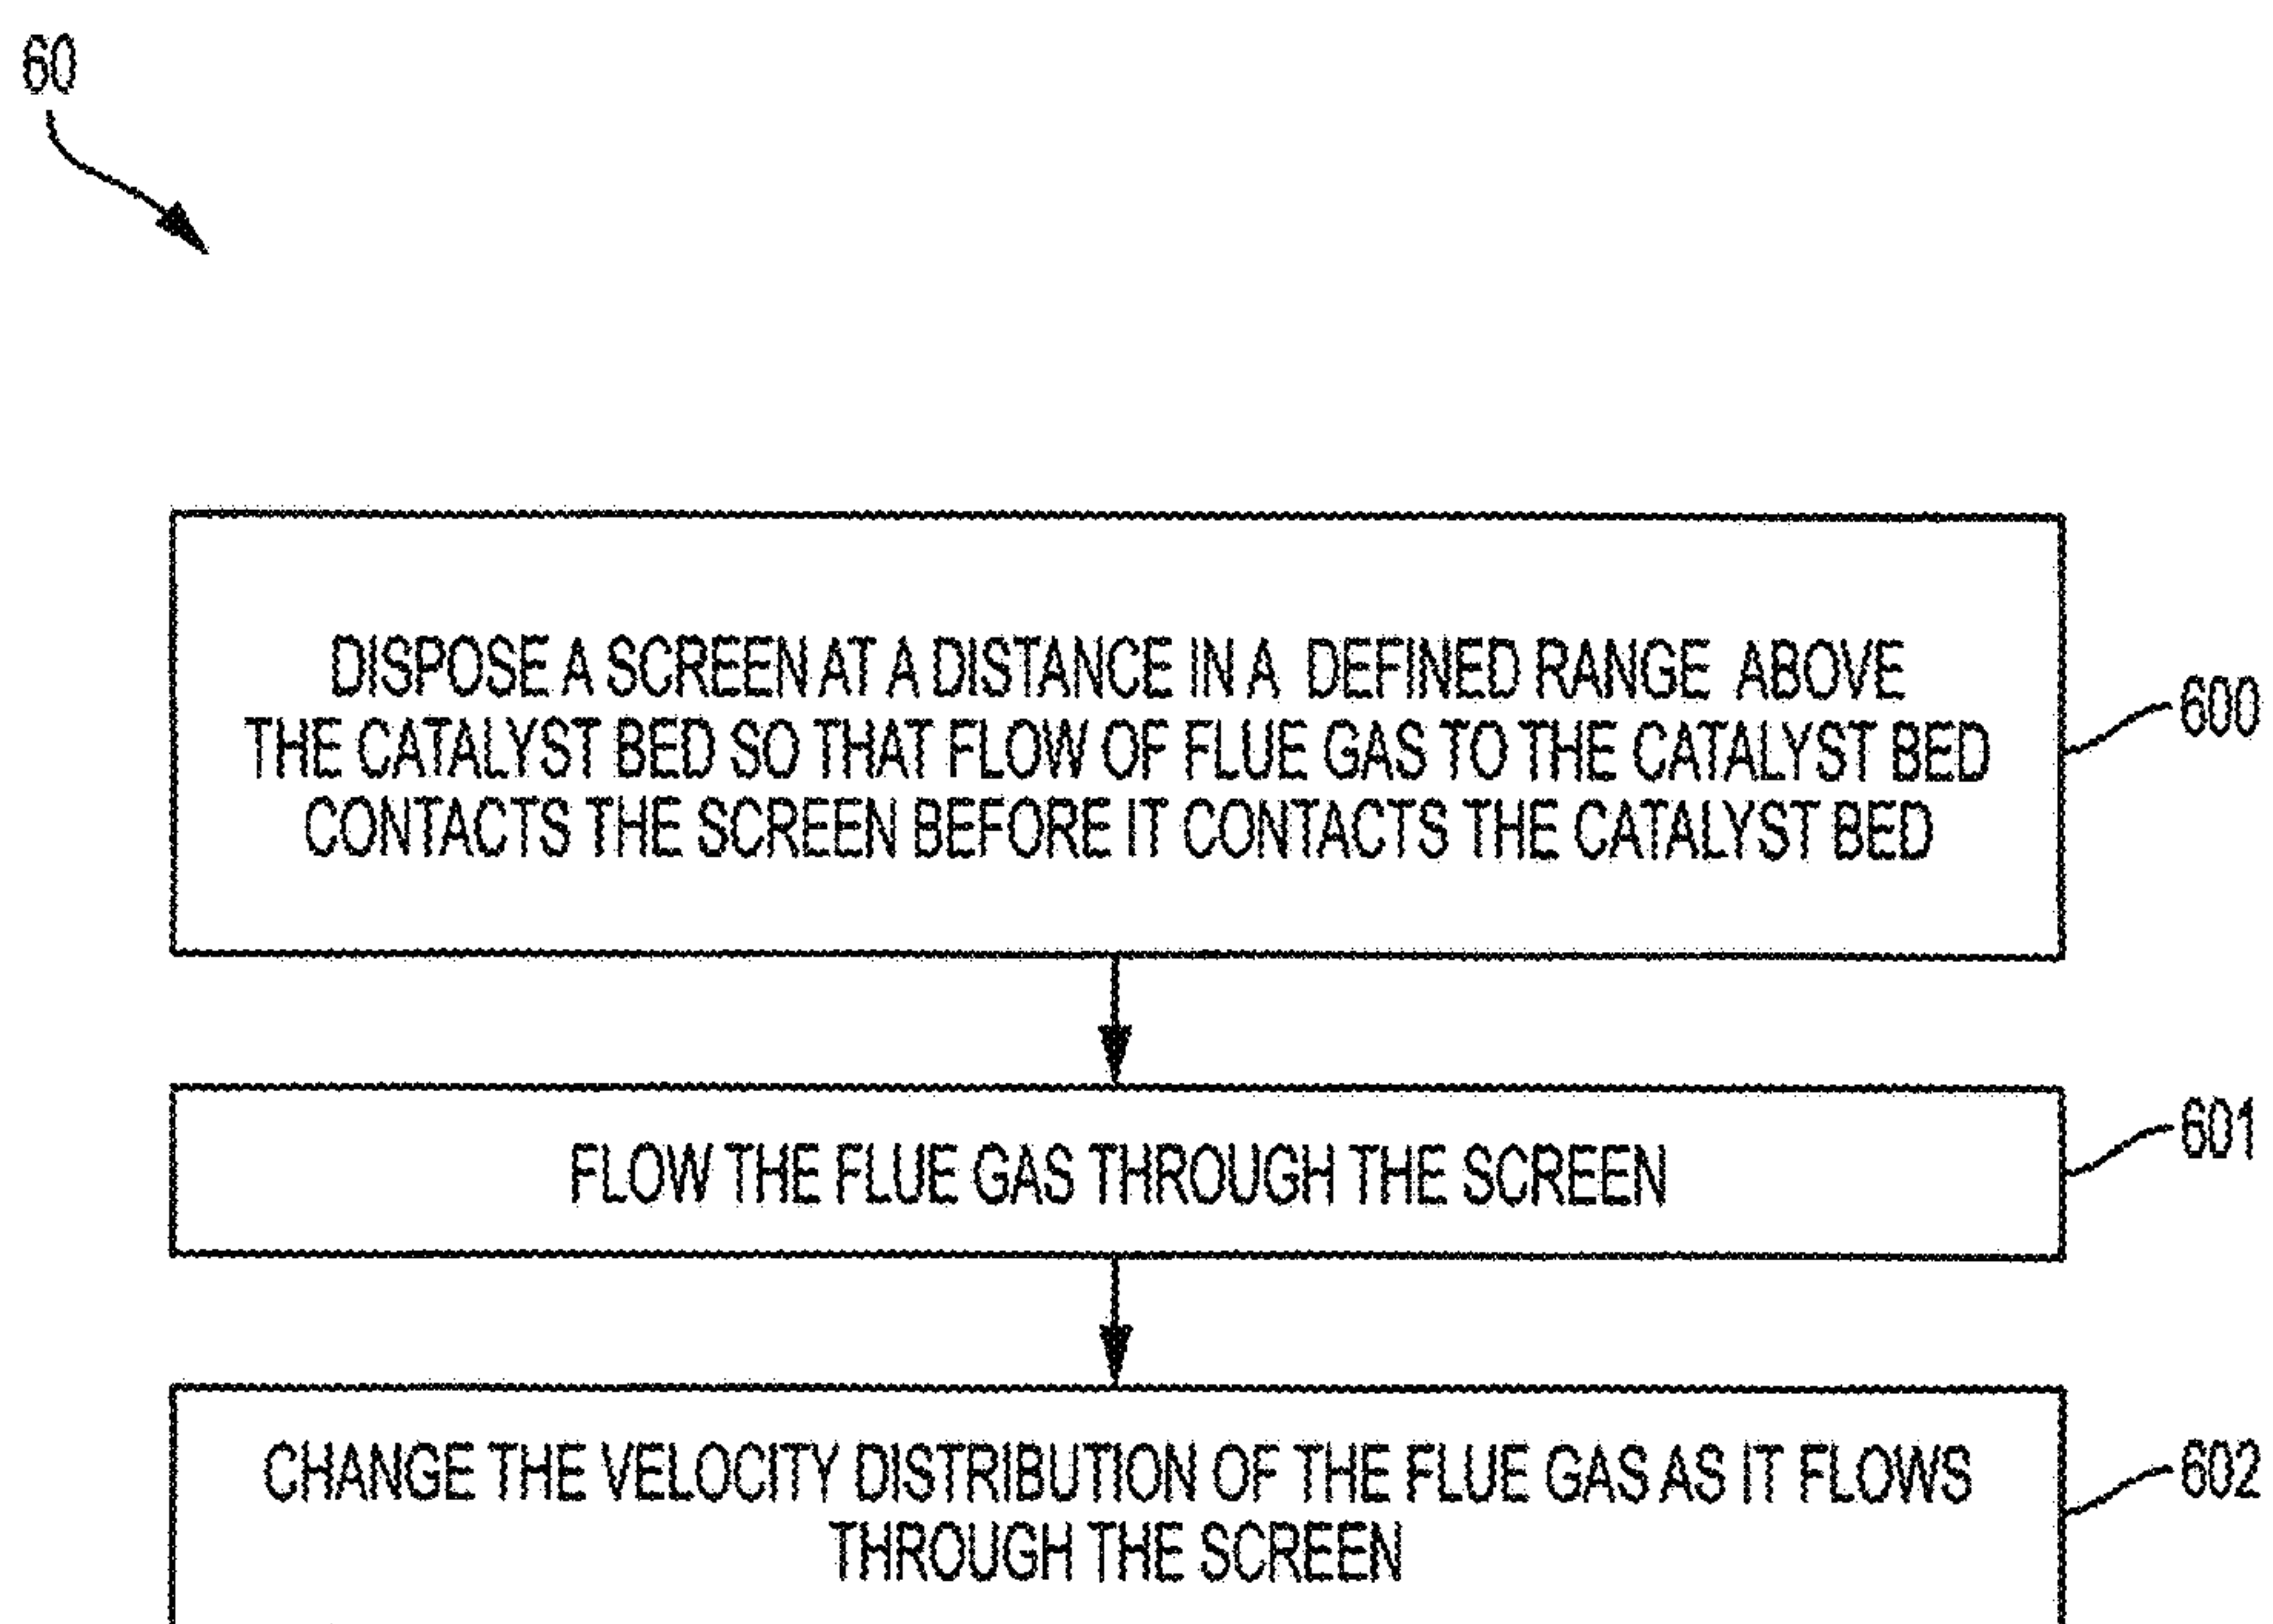 60
DISPOSE A SCREEN AT A DISTANCE IN A DEFINED RANGE ABOVE
THE CATALYST BED SO THAT FLOW OF FLUE GAS TO THE CATALYST BED
CONTACTS THE SCREEN BEFORE IT CONTACTS THE CATALYST BED
600
FLOW THE FLUE GAS THROUGH THE SCREEN
601
CHANGE THE VELOCITY DISTRIBUTION OF THE FLUE GAS AS IT FLOWS
THROUGH THE SCREEN
602